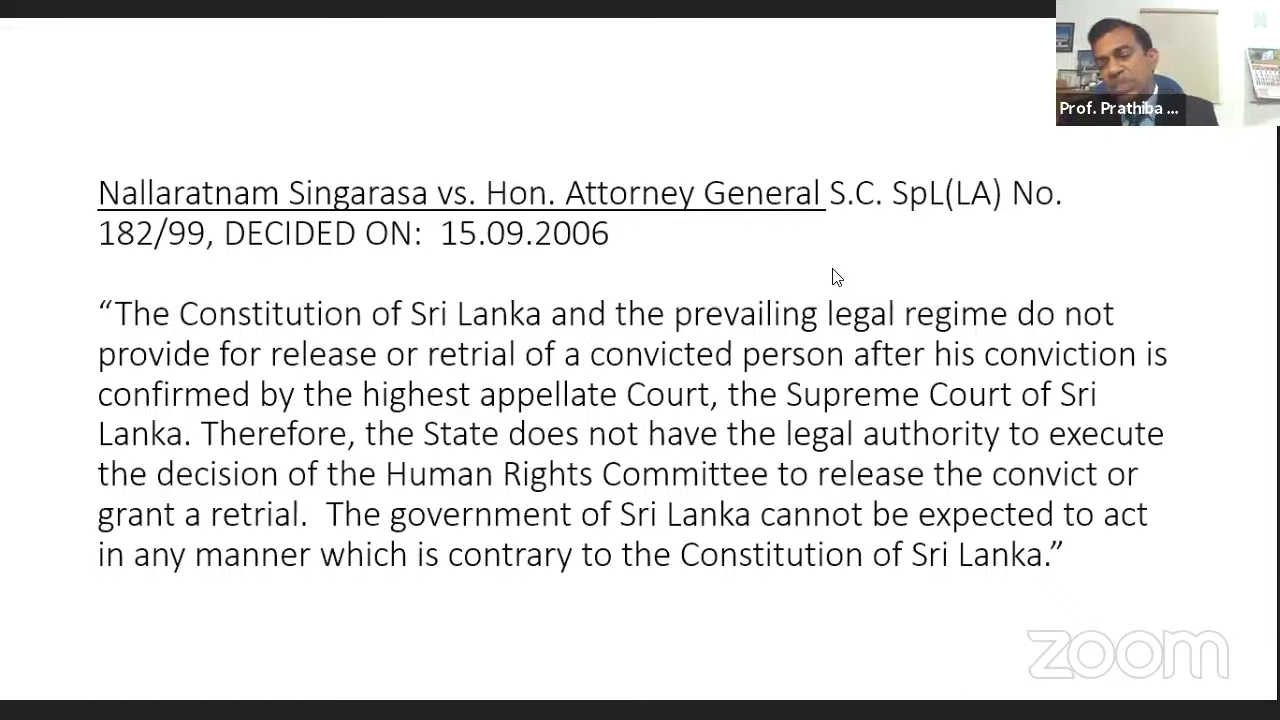 Prof. Prathiba ...
Nallaratnam Singarasa vs. Hon. Attorney General S.C. SpL(LA) No.
182/99, DECIDED ON:  15.09.2006
“The Constitution of Sri Lanka and the prevailing legal regime do not
provide for release or retrial of a convicted person after his conviction is
confirmed by the highest appellate Court, the Supreme Court of Sri
Lanka. Therefore, the State does not have the legal authority to execute
the decision of the Human Rights Committee to release the convict or
grant a retrial.  The government of Sri Lanka cannot be expected to act
in any manner which is contrary to the Constitution of Sri Lanka.”
zoom